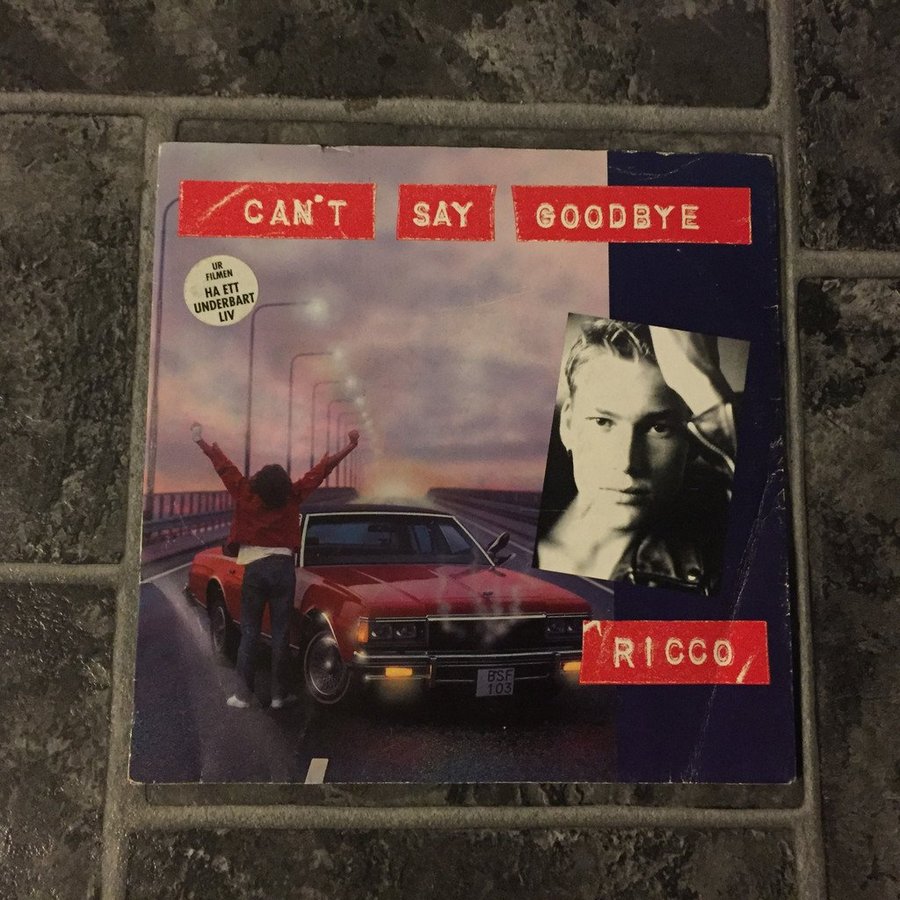 CAN'T SAY GOODBYE
UR
FILMEN
HA ETT
UNDERBART
LIV
BSF
103
RICCO